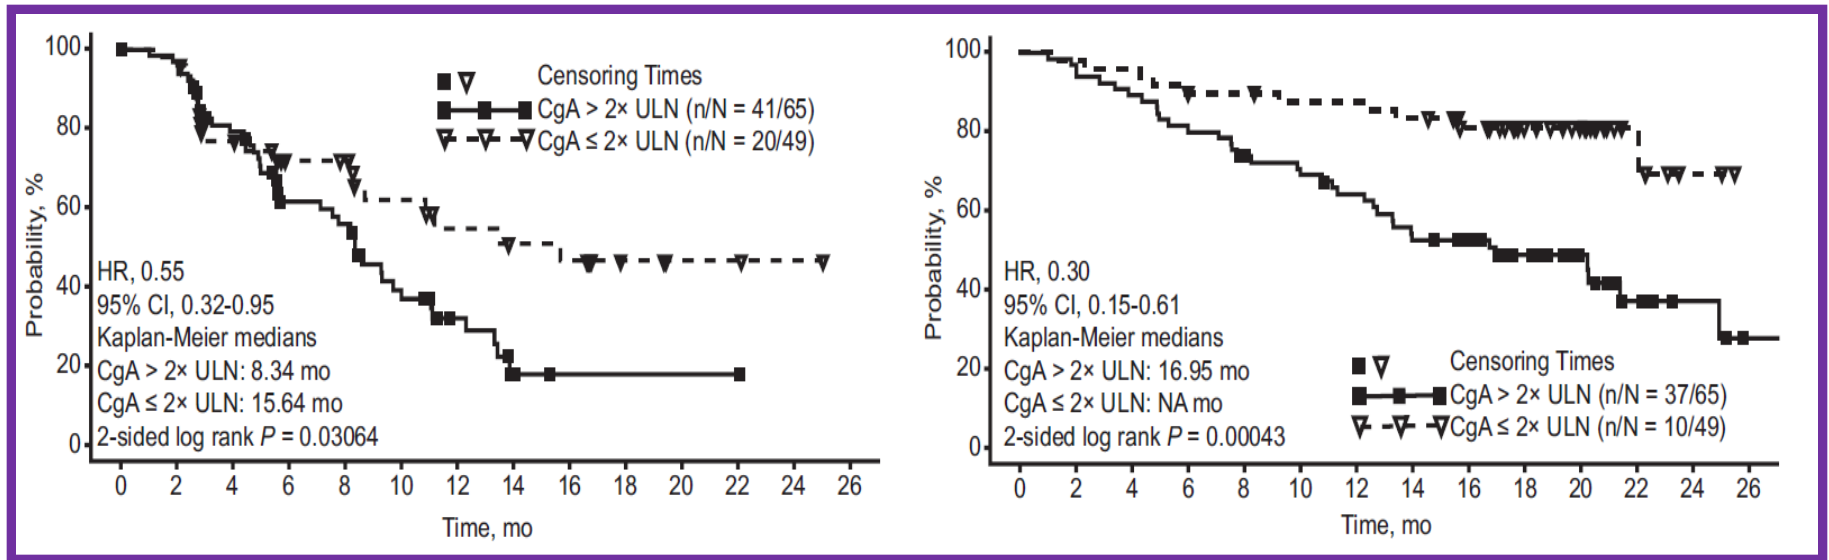 100
80
60
40
20
0
Probability, %
Censoring Times
CgA > 2× ULN (n/N = 41/65)
CgA ≤ 2× ULN (n/N = 20/49)
HR, 0.55
95% CI, 0.32-0.95
Kaplan-Meier medians
CgA > 2× ULN: 8.34 mo
CgA ≤ 2× ULN: 15.64 mo
2-sided log rank P = 0.03064
0 2 4 6 8 10 12 14 16 18 20 22 24 26
Time, mo
100
80
60
40
20
0
Probability, %
HR, 0.30
95% CI, 0.15-0.61
Kaplan-Meier medians
CgA > 2× ULN: 16.95 mo
CgA ≤ 2× ULN: NA mo
2-sided log rank P = 0.00043
Censoring Times
CgA > 2× ULN (n/N = 37/65)
CgA ≤ 2× ULN (n/N = 10/49)
0 2 4 6 8 10 12 14 16 18 20 22 24 26
Time, mo